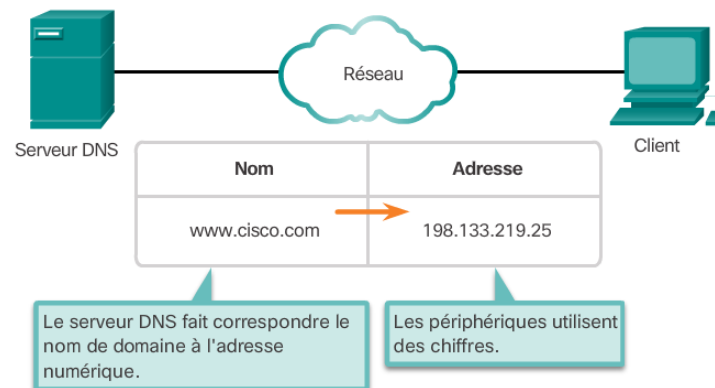 Réseau
Serveur DNS
Client
Nom
Adresse
www.cisco.com
198.133.219.25
Le serveur DNS fait correspondre le
nom de domaine à l'adresse
numérique.
Les périphériques utilisent
des chiffres.